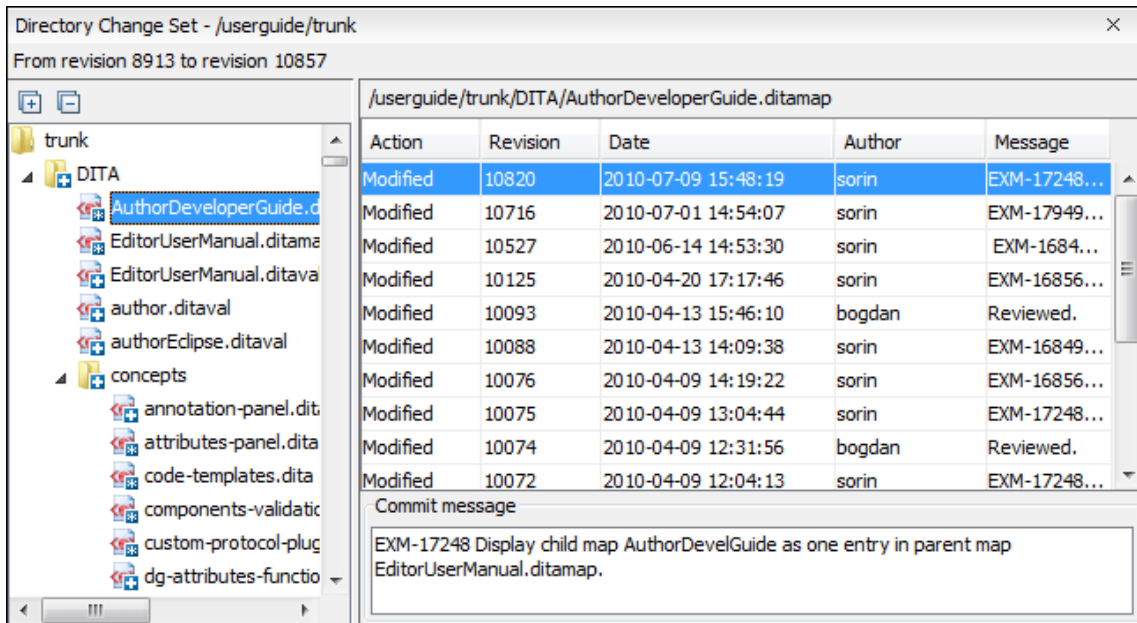 Directory Change Set - /userguide/trunk
From revision 8913 to revision 10857
trunk
DITA
AuthorDeveloperGuide.d
EditorUserManual.ditama
EditorUserManual.ditava
author.ditaval
authorEclipse.ditaval
concepts
annotation-panel.dit
attributes-panel.dita
code-templates.dita
components-validatio
custom-protocol-plug
dg-attributes-functio
/userguide/trunk/DITA/AuthorDeveloperGuide.ditamap
Action Revision Date Author Message
Modified 10820 2010-07-09 15:48:19 sorin EXM-17248...
Modified 10716 2010-07-01 14:54:07 sorin EXM-17949...
Modified 10527 2010-06-14 14:53:30 sorin EXM-1684...
Modified 10125 2010-04-20 17:17:46 sorin EXM-16856...
Modified 10093 2010-04-13 15:46:10 bogdan Reviewed.
Modified 10088 2010-04-13 14:09:38 sorin EXM-16849...
Modified 10076 2010-04-09 14:19:22 sorin EXM-16856...
Modified 10075 2010-04-09 13:04:44 sorin EXM-17248...
Modified 10074 2010-04-09 12:31:56 bogdan Reviewed.
Modified 10072 2010-04-09 12:04:13 sorin EXM-17248...
Commit message
EXM-17248 Display child map AuthorDevelGuide as one entry in parent map
EditorUserManual.ditamap.